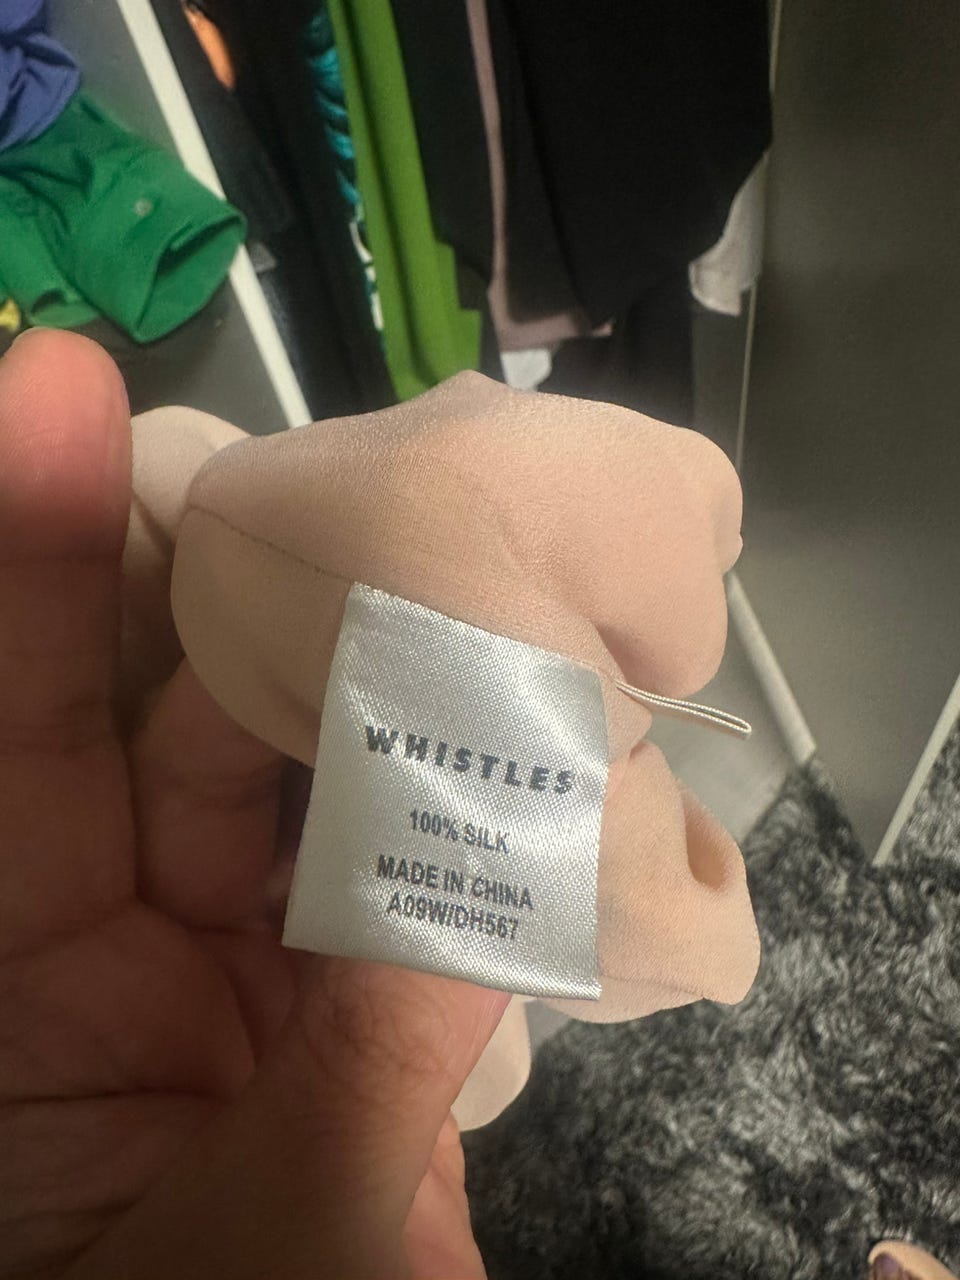 WHISTLES
100% SILK
MADE IN CHINA
A09W/DH567